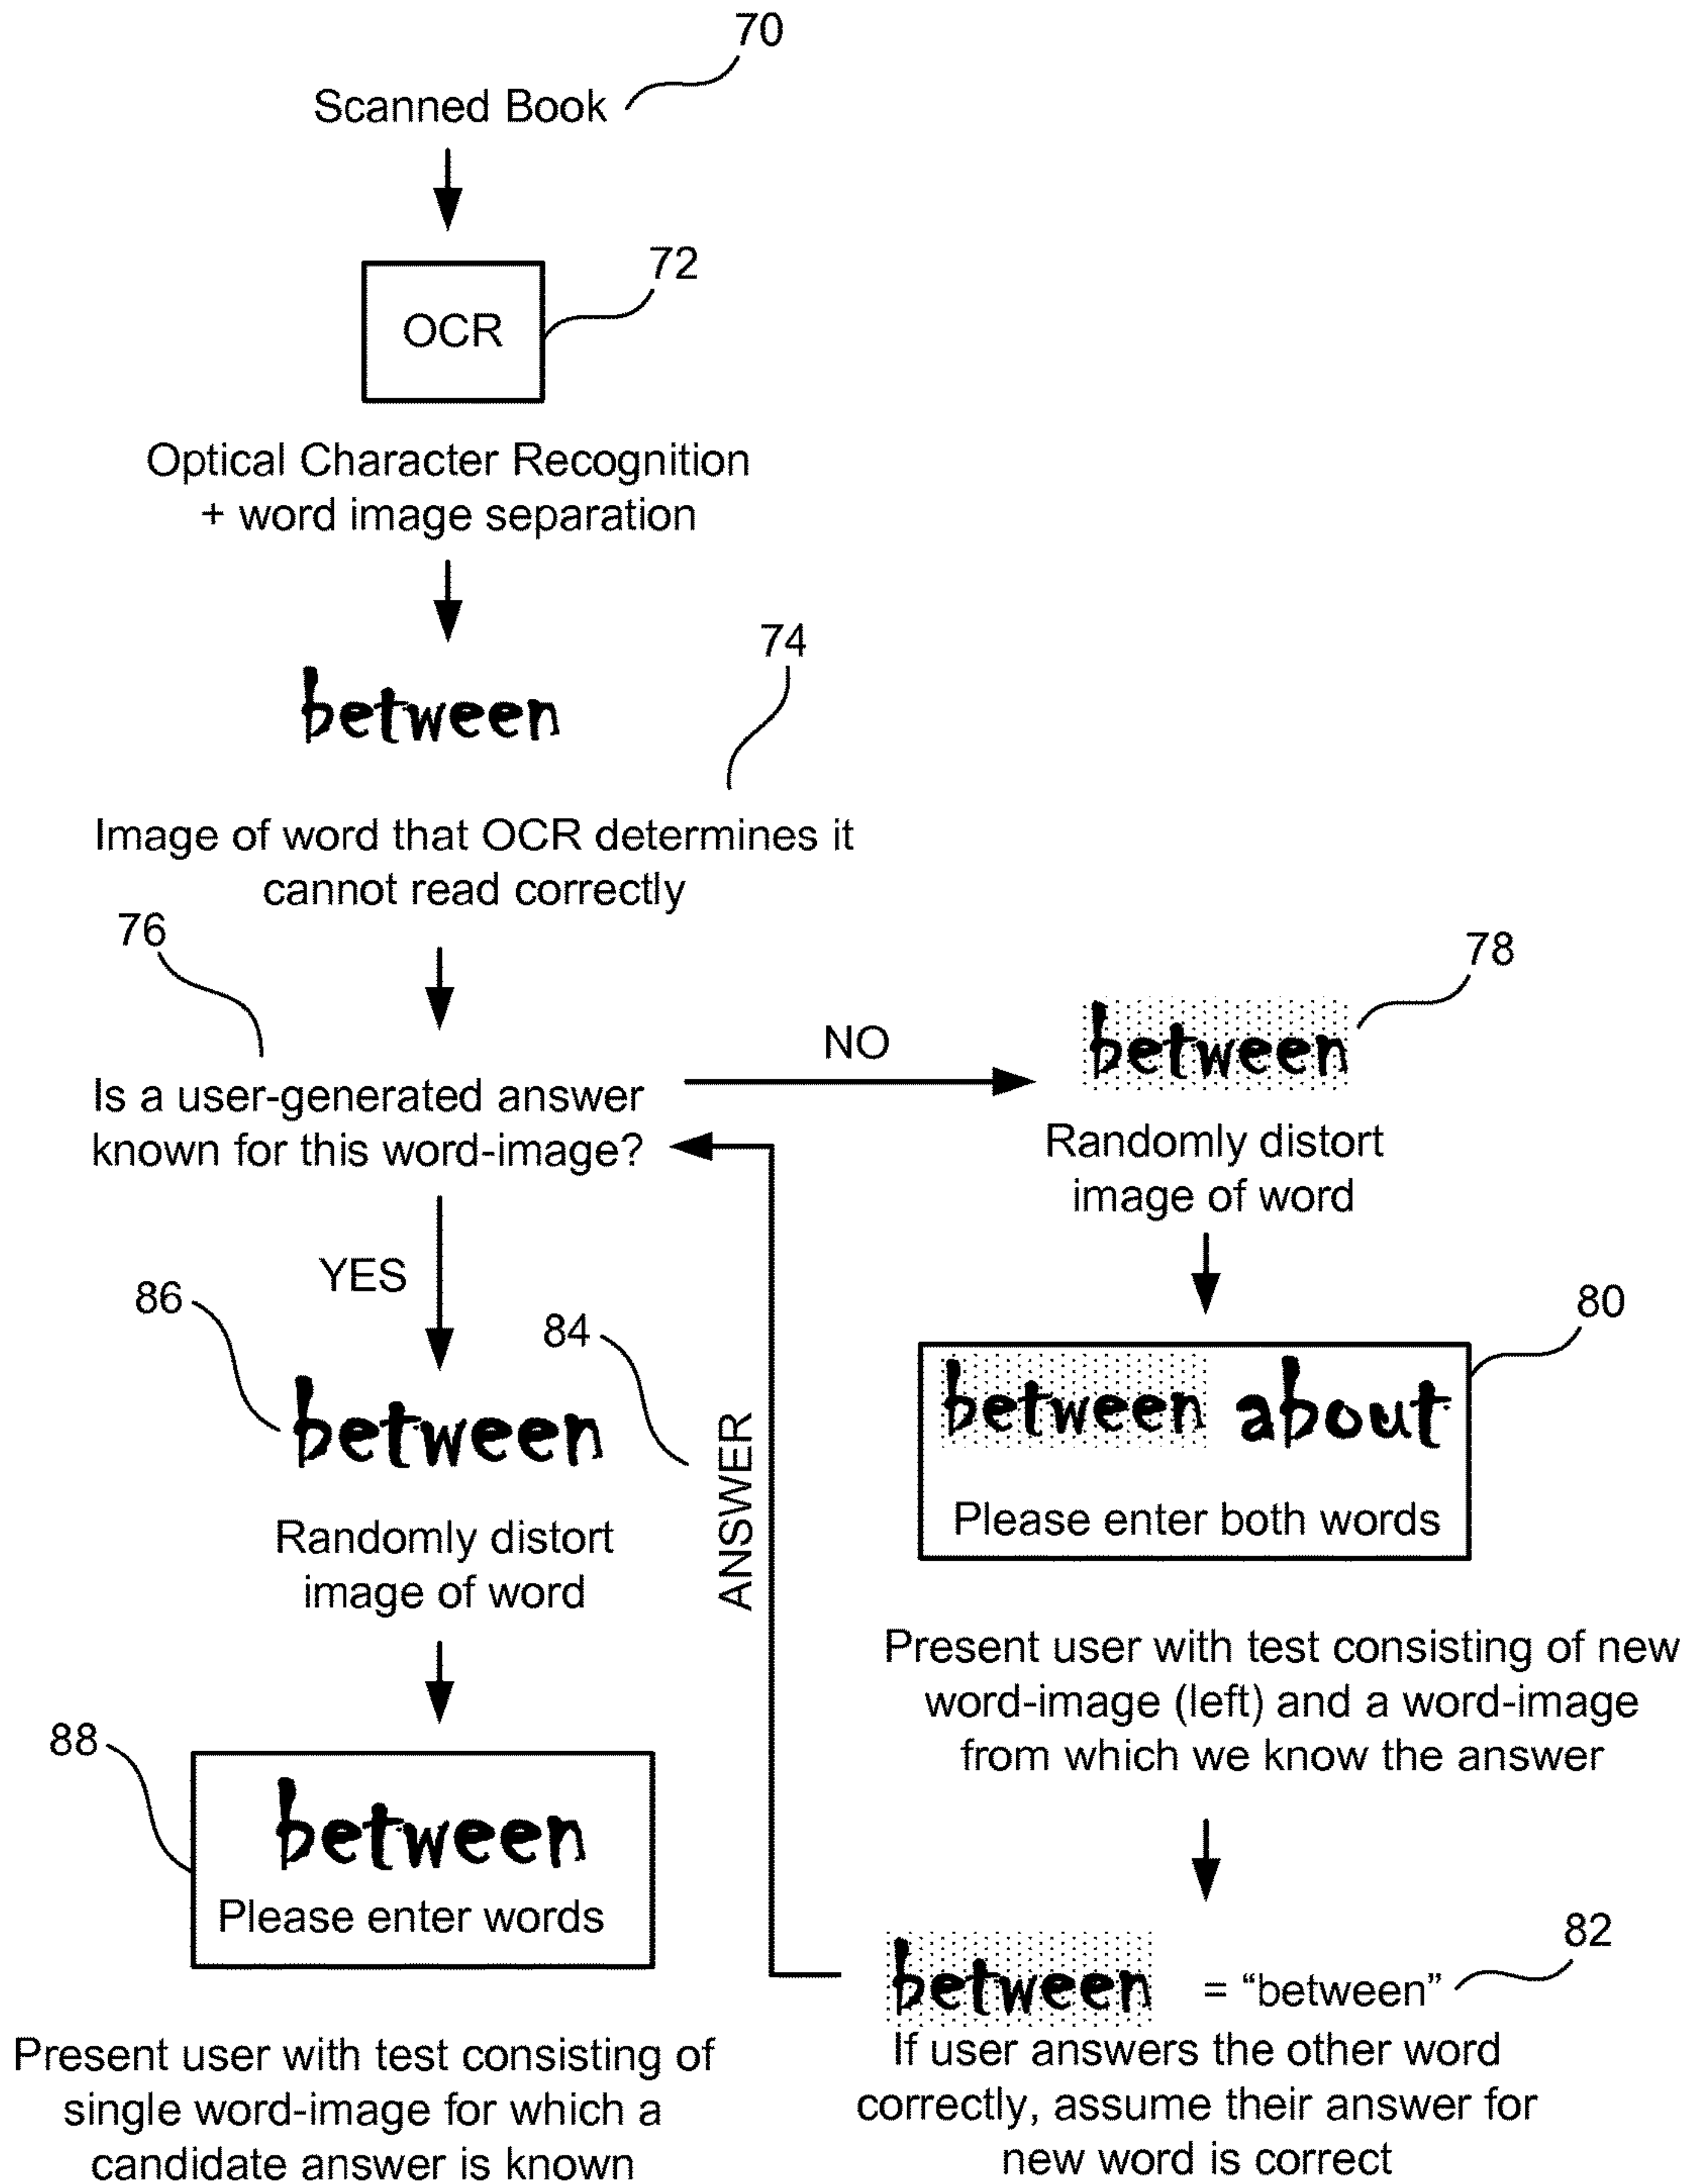 70
Scanned Book
72
OCR
Optical Character Recognition
+ word image separation
between
74
Image of word that OCR determines it
cannot read correctly
76
Is a user-generated answer
known for this word-image?
NO
between
78
Randomly distort
image of word
80
between about
Please enter both words
Present user with test consisting of new
word-image (left) and a word-image
from which we know the answer
between = "between"
82
If user answers the other word
correctly, assume their answer for
new word is correct
84
ANSWER
YES
86
between
Randomly distort
image of word
88
between
Please enter words
Present user with test consisting of
single word-image for which a
candidate answer is known